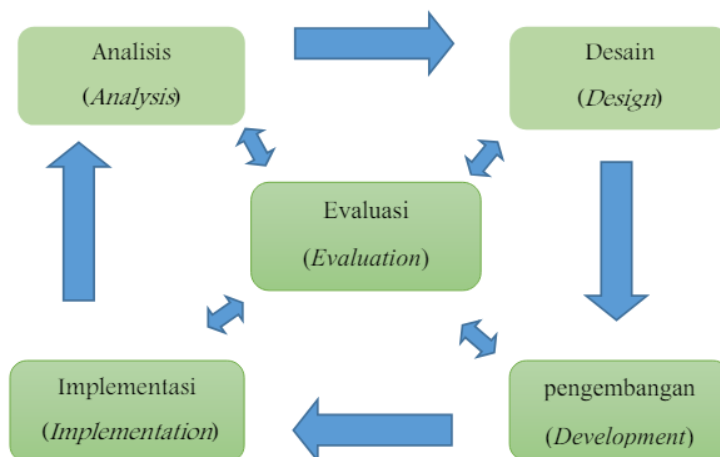 Analisis
(Analysis)
Desain
(Design)
Evaluasi
(Evaluation)
Implementasi
(Implementation)
pengembangan
(Development)